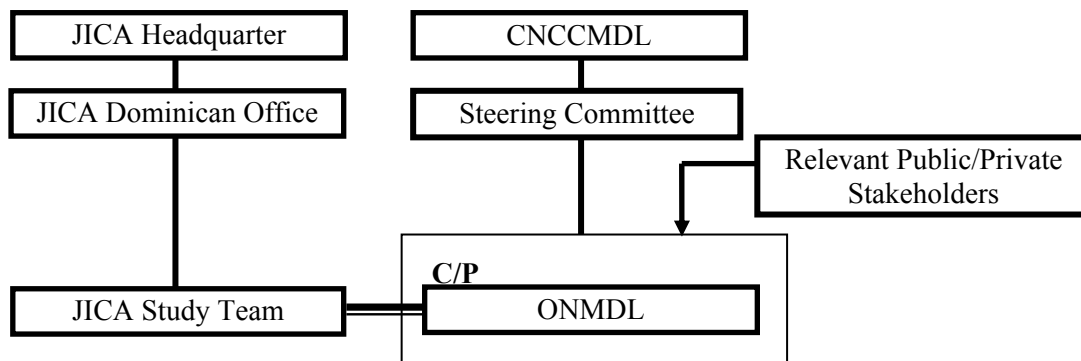 JICA Headquarter
CNCCMDL
JICA Dominican Office
Steering Committee
Relevant Public/Private
Stakeholders
C/P
JICA Study Team
ONMDL